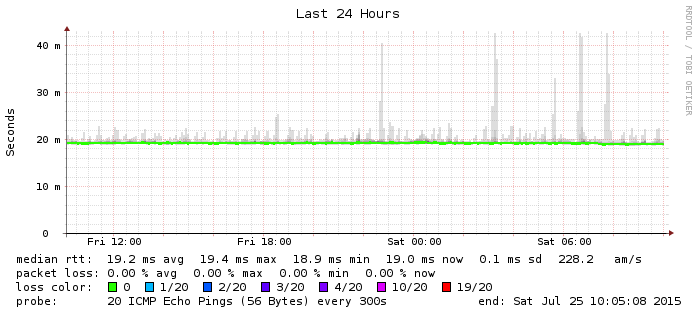 Last 24 Hours
RRDTOOL / TOBI OETIKER
Seconds
40 m
30 m
20 m
10 m
0
Fri 12:00 Fri 18:00 Sat 00:00 Sat 06:00
median rtt: 19.2 ms avg 19.4 ms max 18.9 ms min 19.0 ms now 0.1 ms sd 228.2 am/s
packet loss: 0.00 % avg 0.00 % max 0.00 % min 0.00 % now
loss color: 0 1/20 2/20 3/20 4/20 10/20 19/20
probe: 20 ICMP Echo Pings (56 Bytes) every 300s end: Sat Jul 25 10:05:08 2015